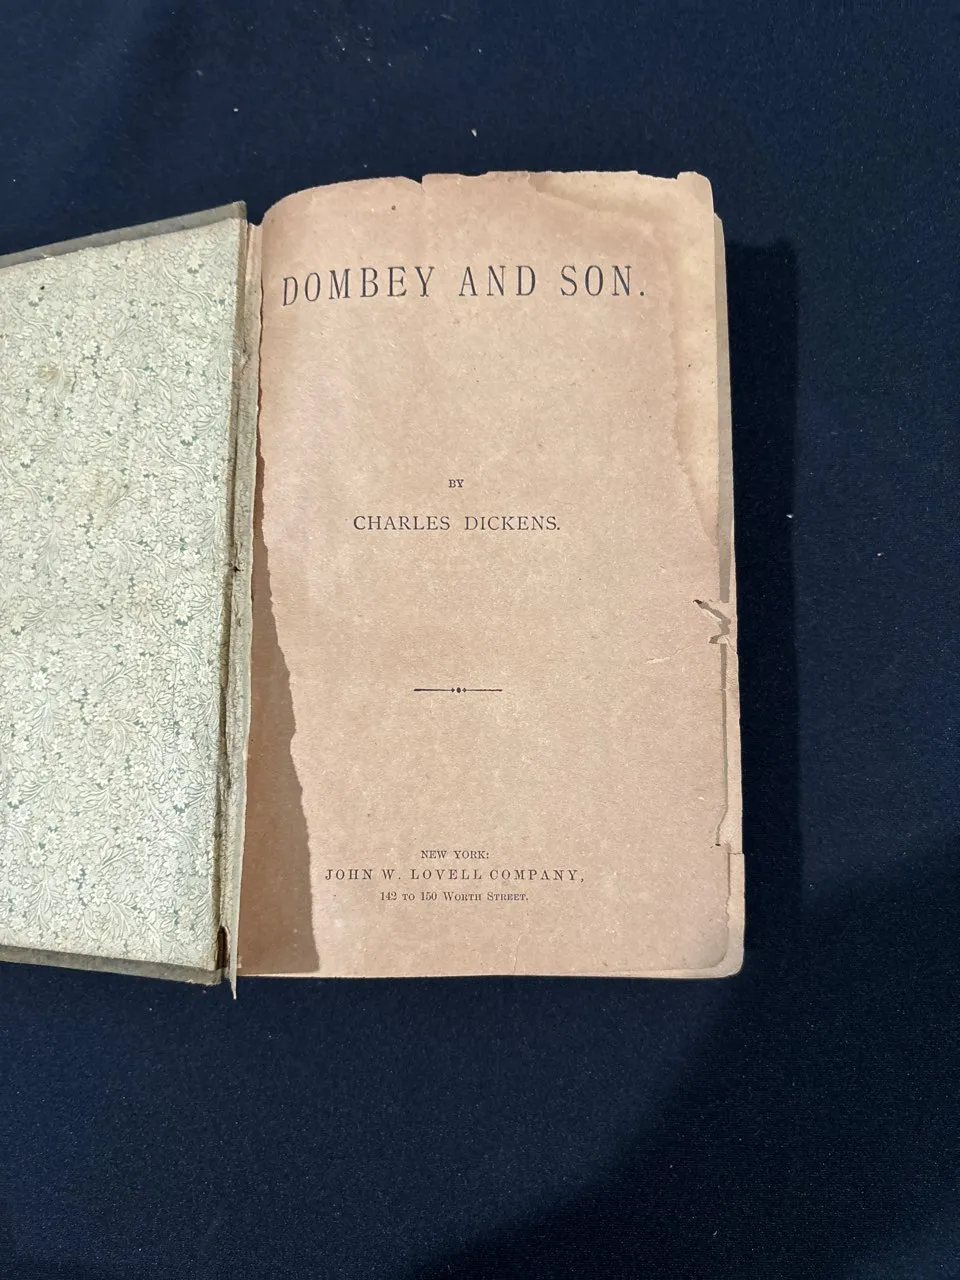 DOMBEY AND SON.
BY
CHARLES DICKENS.
NEW YORK:
JOHN W. LOVELL COMPANY,
142 TO 150 WORTH STREET.